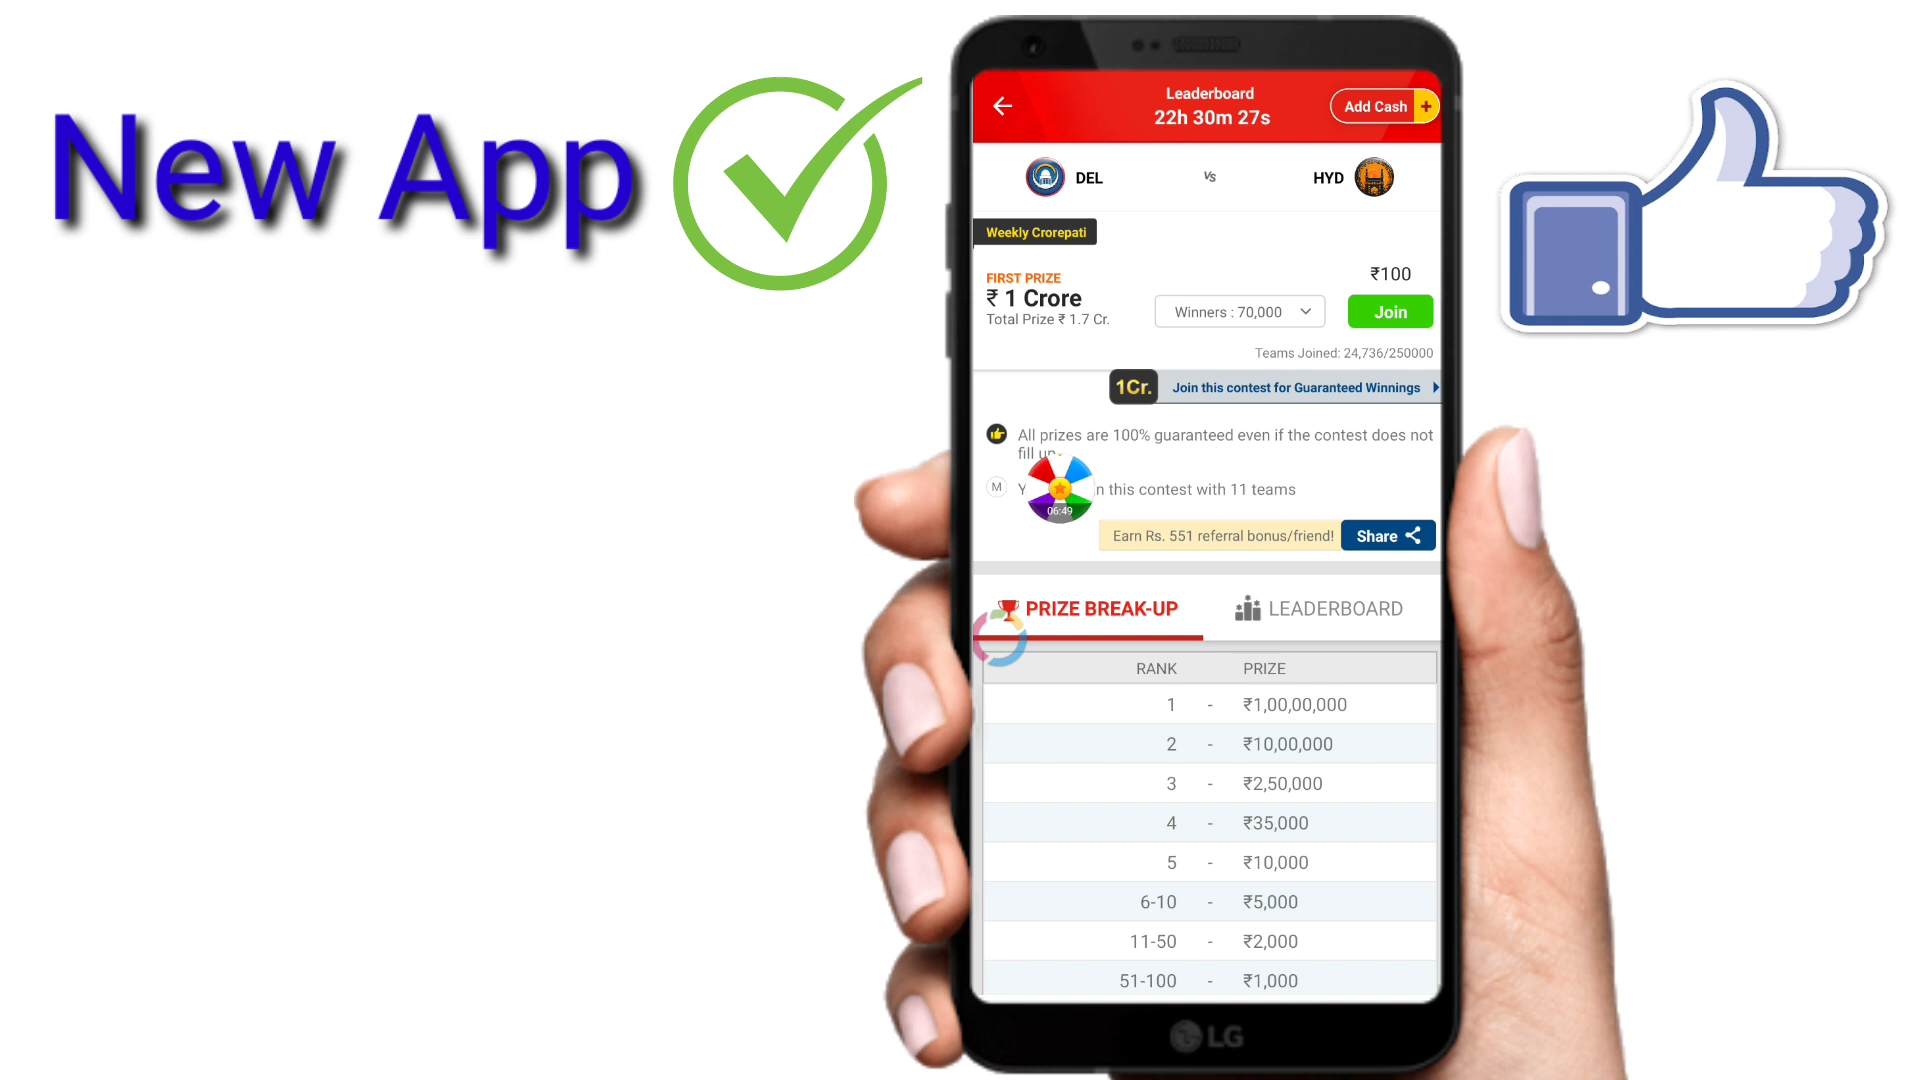 New App
Leaderboard
22h 30m 27s
Add Cash +
DEL
Vs
HYD
Weekly Crorepati
FIRST PRIZE
₹ 1 Crore
Total Prize ₹ 1.7 Cr.
Winners : 70,000
₹100
Join
Teams Joined: 24,736/250000
1Cr.
Join this contest for Guaranteed Winnings
All prizes are 100% guaranteed even if the contest does not
fill up
M
n this contest with 11 teams
06:49
Earn Rs. 551 referral bonus/friend!
Share
PRIZE BREAK-UP
LEADERBOARD
RANK PRIZE
1 - ₹1,00,00,000
2 - ₹10,00,000
3 - ₹2,50,000
4 - ₹35,000
5 - ₹10,000
6-10 - ₹5,000
11-50 - ₹2,000
51-100 - ₹1,000
LG